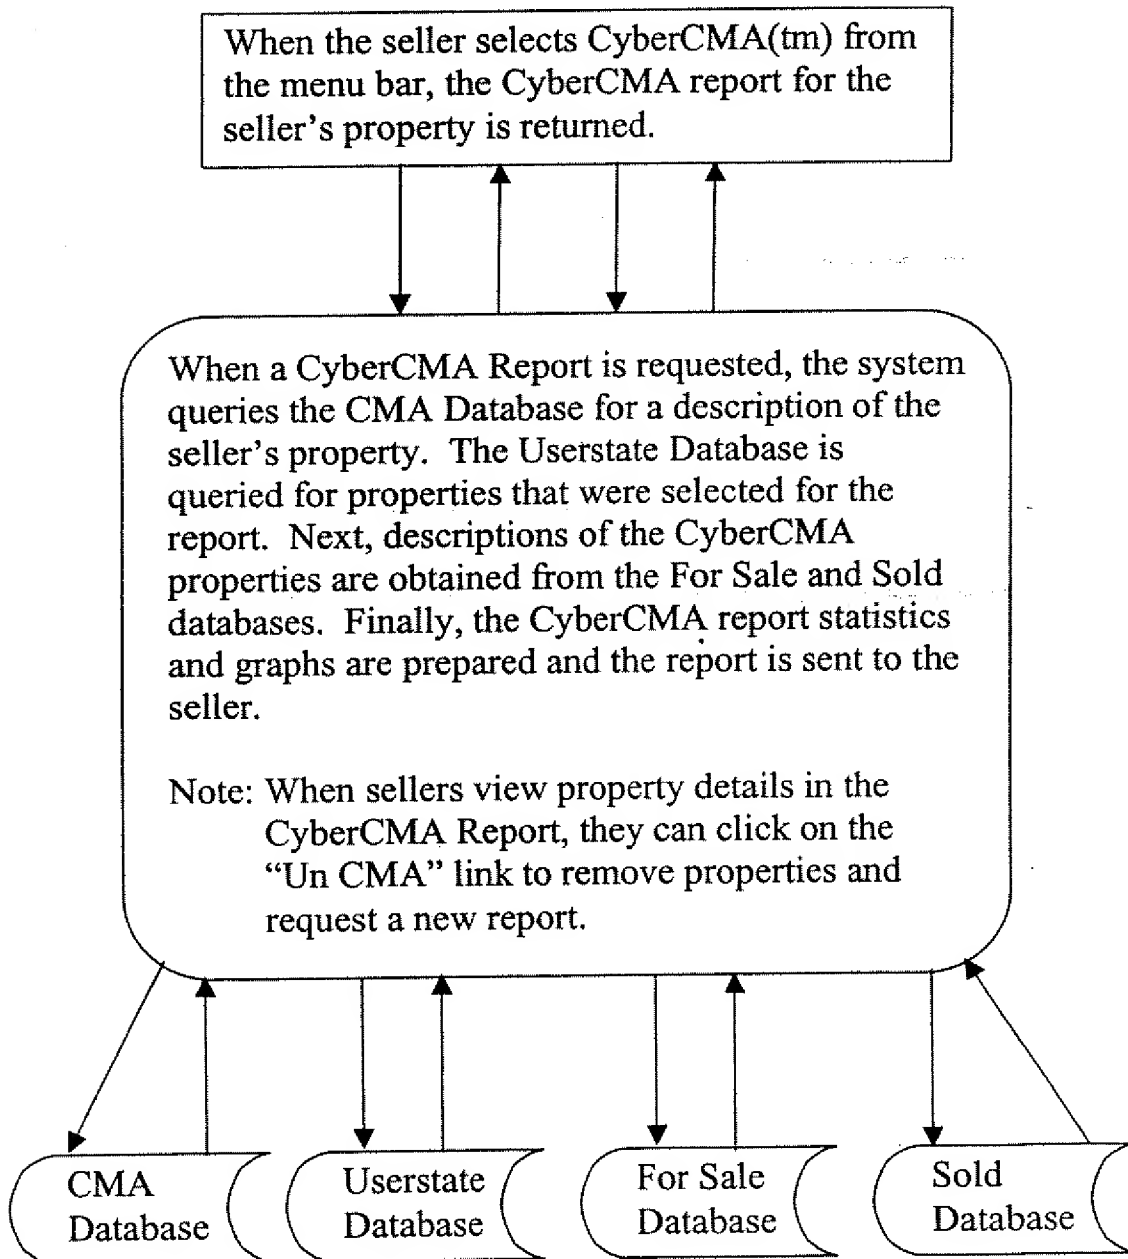 When the seller selects CyberCMA(tm) from
the menu bar, the CyberCMA report for the
seller's property is returned.
When a CyberCMA Report is requested, the system
queries the CMA Database for a description of the
seller's property. The Userstate Database is
queried for properties that were selected for the
report. Next, descriptions of the CyberCMA
properties are obtained from the For Sale and Sold
databases. Finally, the CyberCMA report statistics
and graphs are prepared and the report is sent to the
seller.
Note: When sellers view property details in the
CyberCMA Report, they can click on the
“Un CMA” link to remove properties and
request a new report.
CMA
Database
Userstate
Database
For Sale
Database
Sold
Database